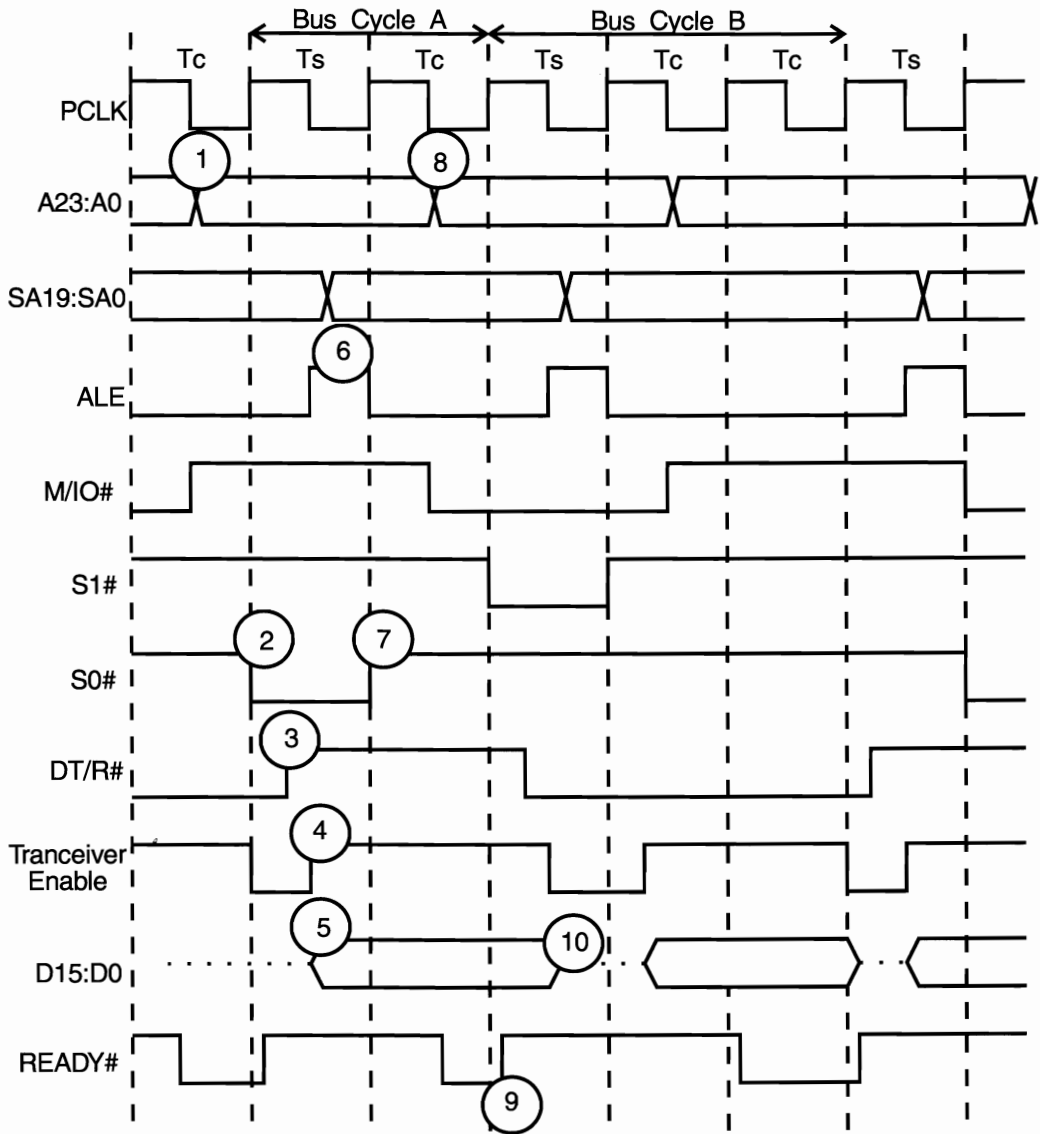 Bus Cycle A
Bus Cycle B
Tc Ts Tc Ts Tc Tc Ts
PCLK
1
8
A23:A0
SA19:SA0
6
ALE
M/IO#
S1#
2
7
S0#
3
DT/R#
4
Tranceiver
Enable
5
10
D15:D0
READY#
9